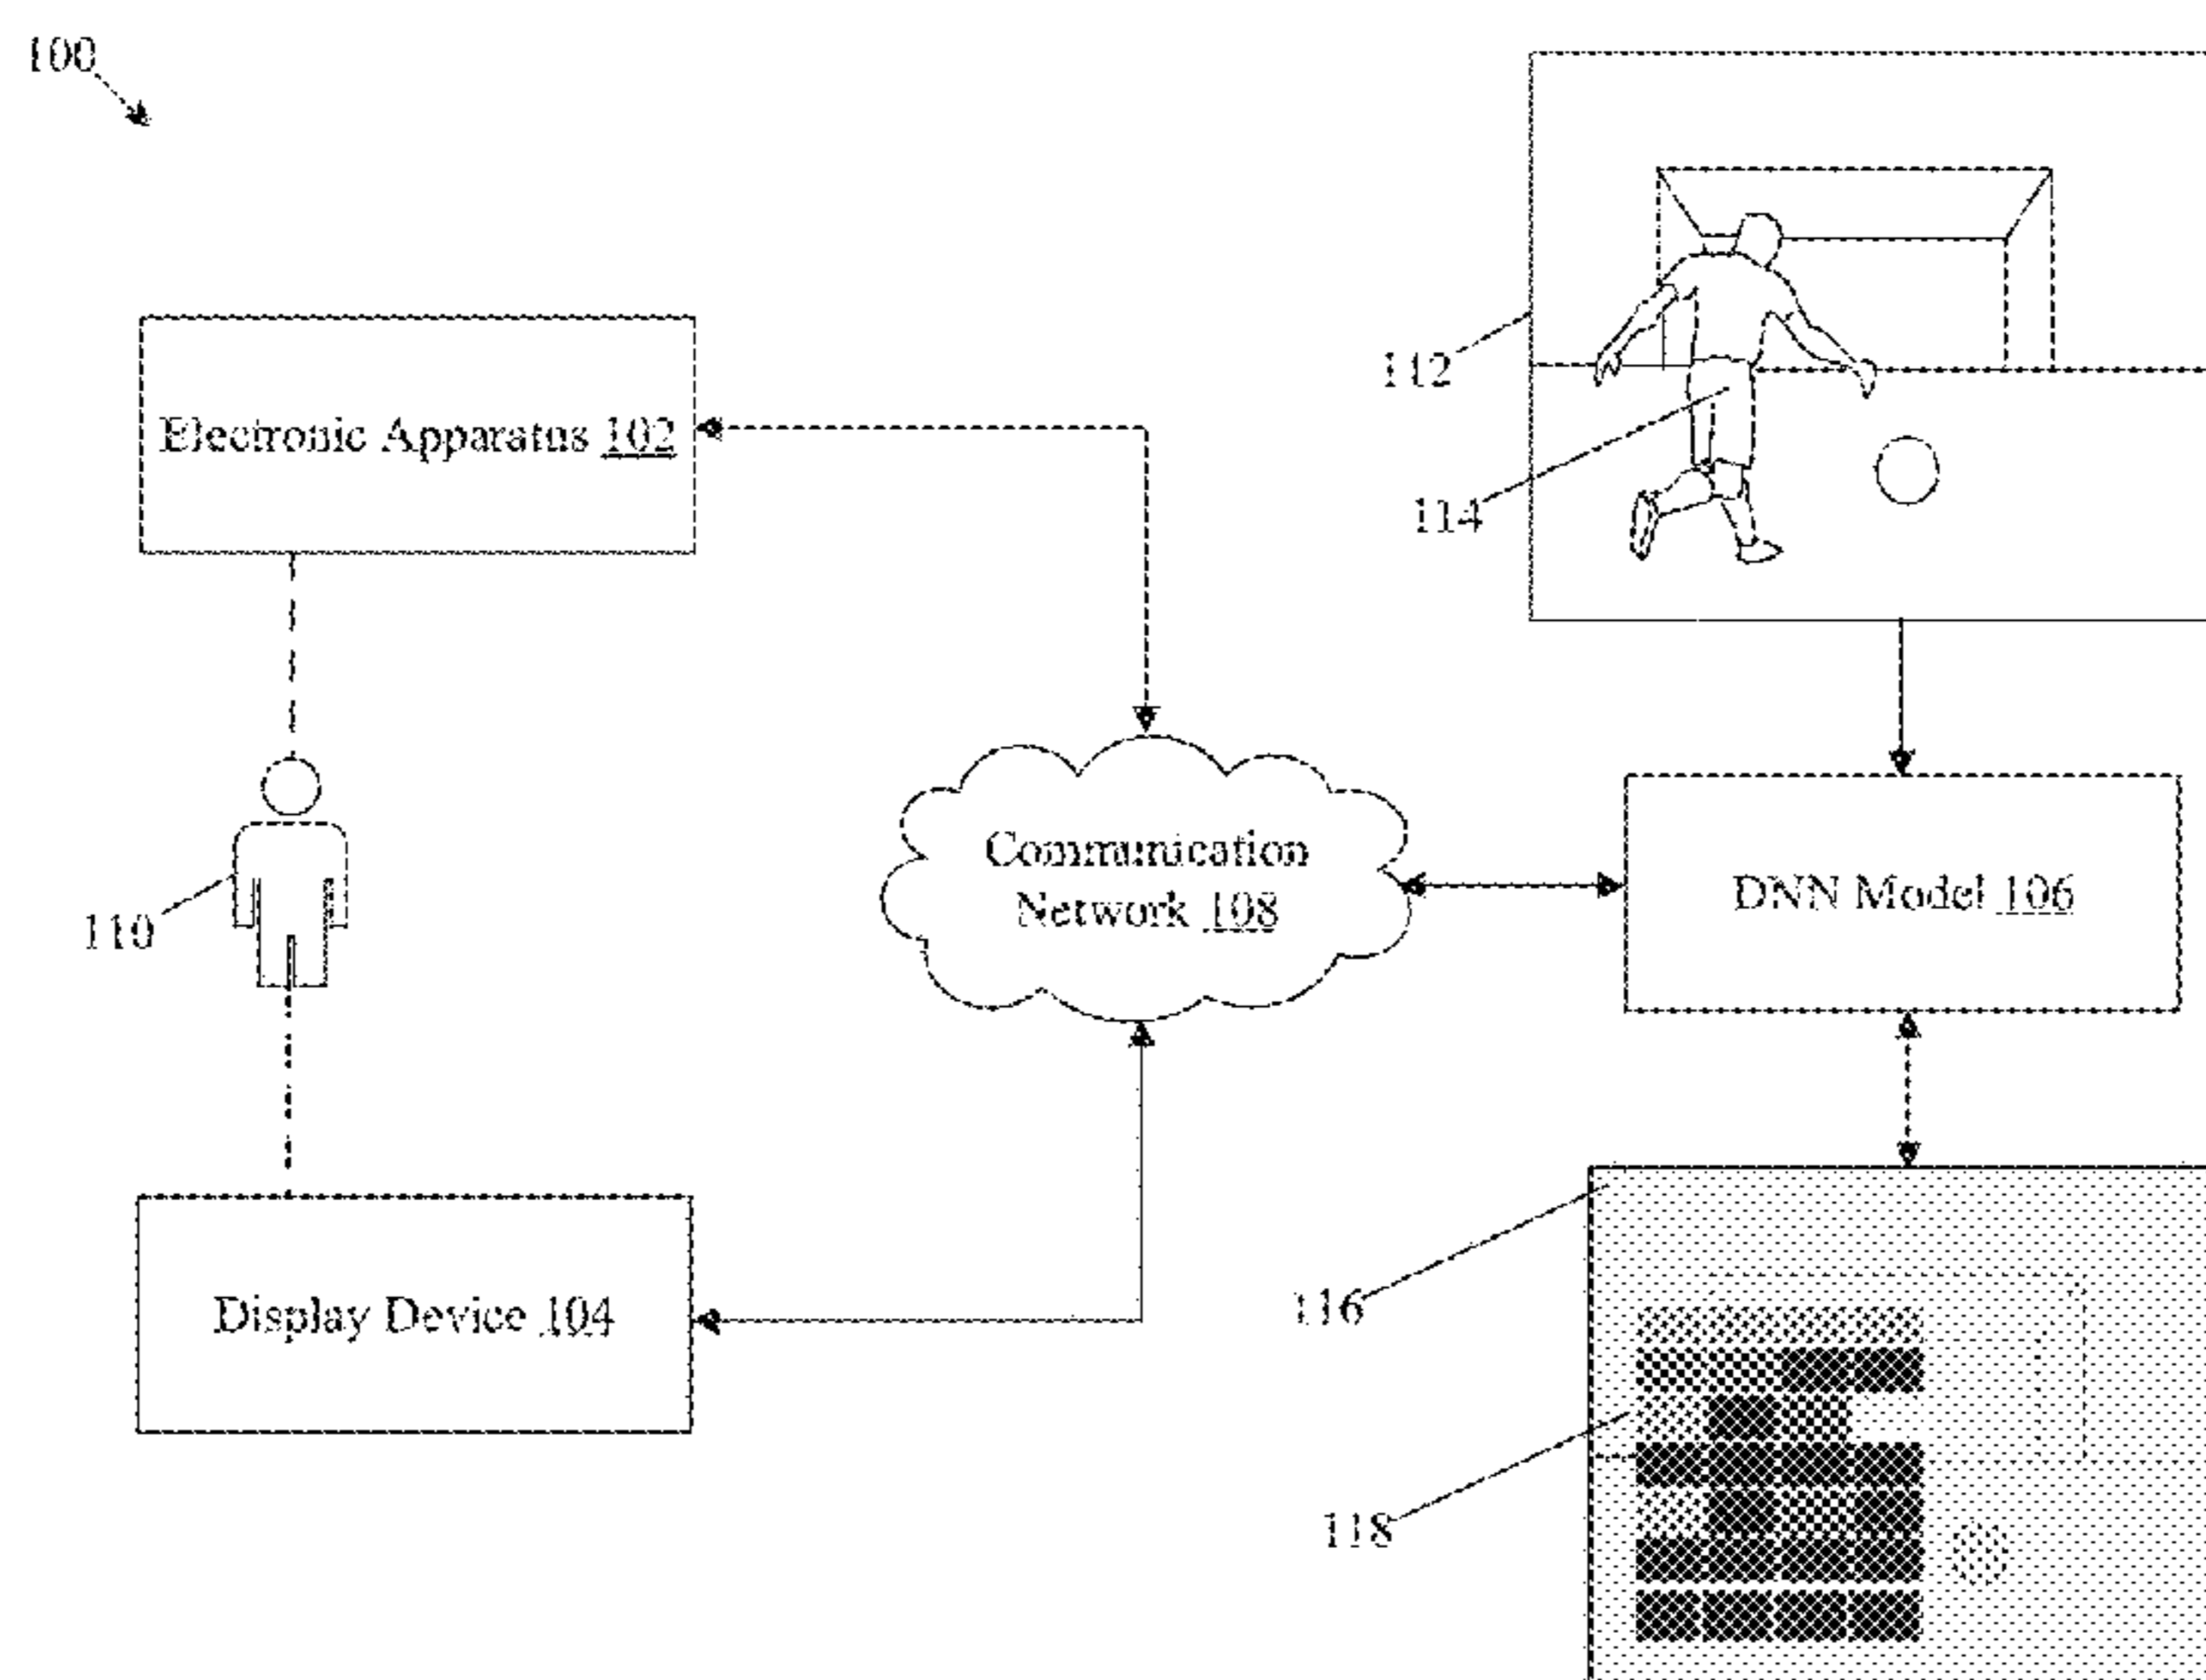 100
112
Electronic Apparatus 102
114
Communication
Network 108
DNN Model 106
110
116
Display Device 104
118